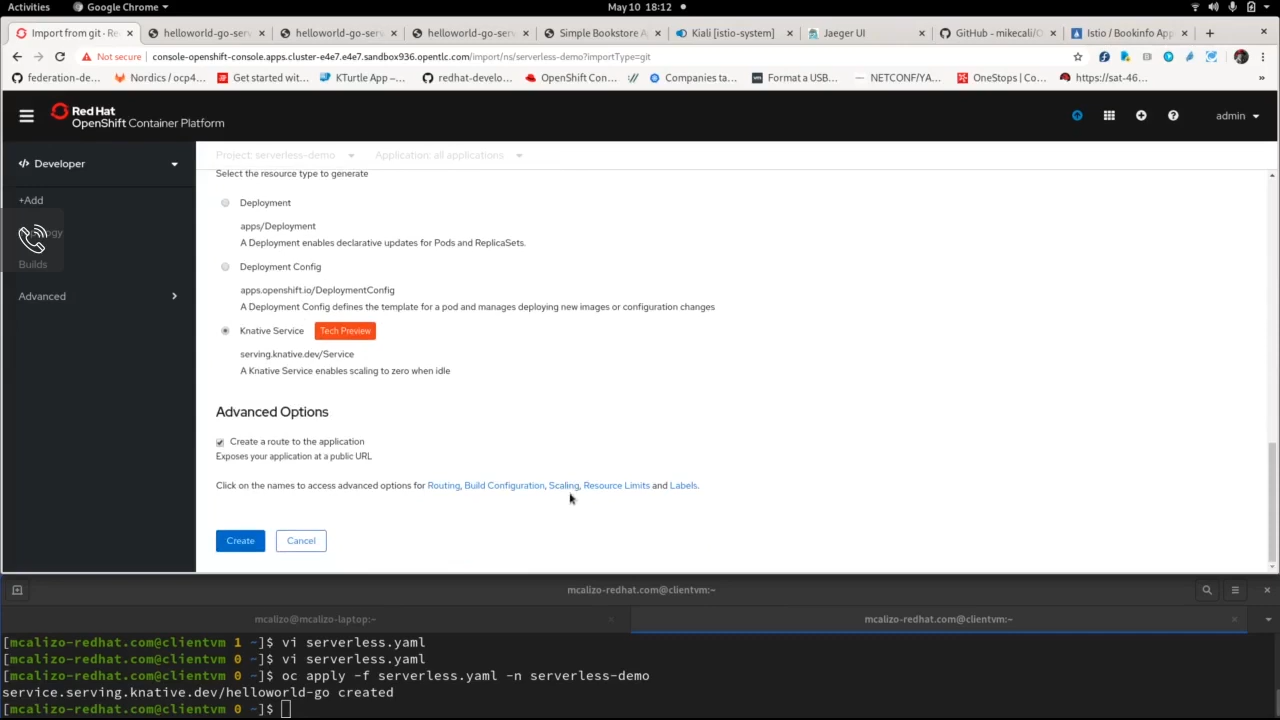 Activities
Google Chrome
May 10 18:12
Import from git - Re
helloworld-go-serv
helloworld-go-serv
helloworld-go-serv
Simple Bookstore A
Kiali [istio-system]
Jaeger UI
GitHub - mikecali/O
Istio / Bookinfo App
Not secure
console-openshift-console.apps.cluster-e4e7.e4e7.sandbox936.opentlc.com/import/ns/serverless-demo?importType=git
federation-de…
Nordics / ocp4…
Get started with…
KTurtle App –…
redhat-develo…
OpenShift Con…
Companies ta…
Format a USB…
NETCONF/YA…
OneStops | Co…
https://sat-46…
Red Hat
OpenShift Container Platform
admin
Developer
Project: serverless-demo
Application: all applications
+Add
Builds
Advanced
Select the resource type to generate
Deployment
apps/Deployment
A Deployment enables declarative updates for Pods and ReplicaSets.
Deployment Config
apps.openshift.io/DeploymentConfig
A Deployment Config defines the template for a pod and manages deploying new images or configuration changes
Knative Service
Tech Preview
serving.knative.dev/Service
A Knative Service enables scaling to zero when idle
Advanced Options
Create a route to the application
Exposes your application at a public URL
Click on the names to access advanced options for Routing, Build Configuration, Scaling, Resource Limits and Labels.
Create
Cancel
mcalizo-redhat.com@clientvm:~
mcalizo@mcalizo-laptop:~
mcalizo-redhat.com@clientvm:~
[mcalizo-redhat.com@clientvm 1 ~]$ vi serverless.yaml
[mcalizo-redhat.com@clientvm 0 ~]$ vi serverless.yaml
[mcalizo-redhat.com@clientvm 0 ~]$ oc apply -f serverless.yaml -n serverless-demo
service.serving.knative.dev/helloworld-go created
[mcalizo-redhat.com@clientvm 0 ~]$